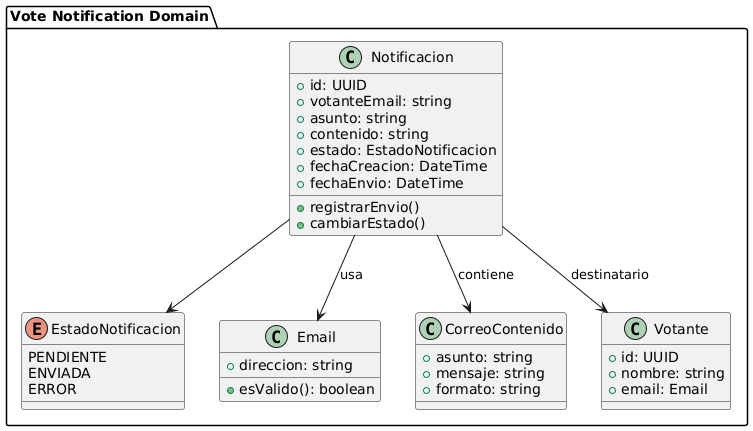 Vote Notification Domain
C Notificacion
id: UUID
votanteEmail: string
asunto: string
contenido: string
estado: EstadoNotificacion
fechaCreacion: DateTime
fechaEnvio: DateTime
registrarEnvio()
cambiarEstado()
usa
contiene
destinatario
E EstadoNotificacion
PENDIENTE
ENVIADA
ERROR
C Email
direccion: string
esValido(): boolean
C CorreoContenido
asunto: string
mensaje: string
formato: string
C Votante
id: UUID
nombre: string
email: Email